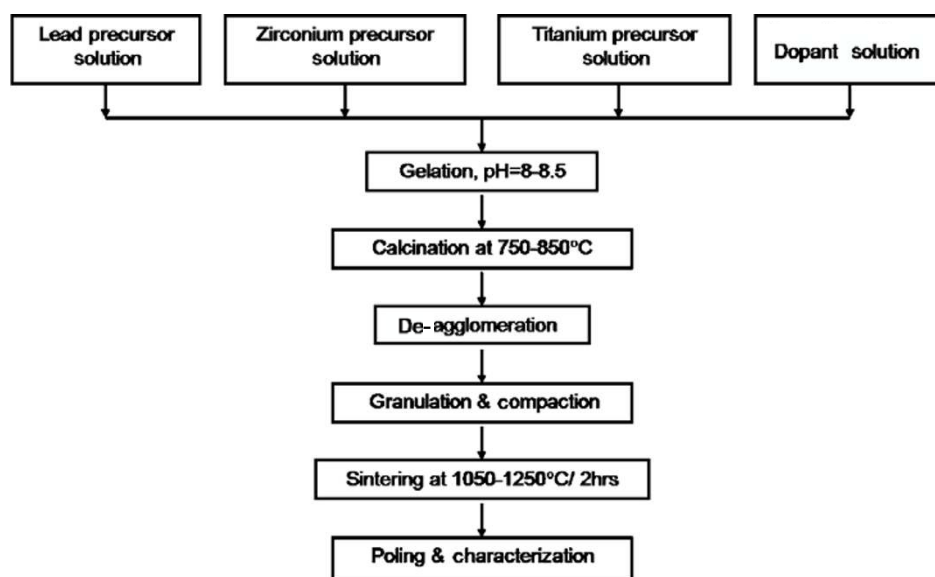 Lead precursor
solution
Zirconium precursor
solution
Titanium precursor
solution
Dopant solution
Gelation, pH=8-8.5
Calcination at 750-850°C
De-agglomeration
Granulation & compaction
Sintering at 1050-1250°C/ 2hrs
Poling & characterization